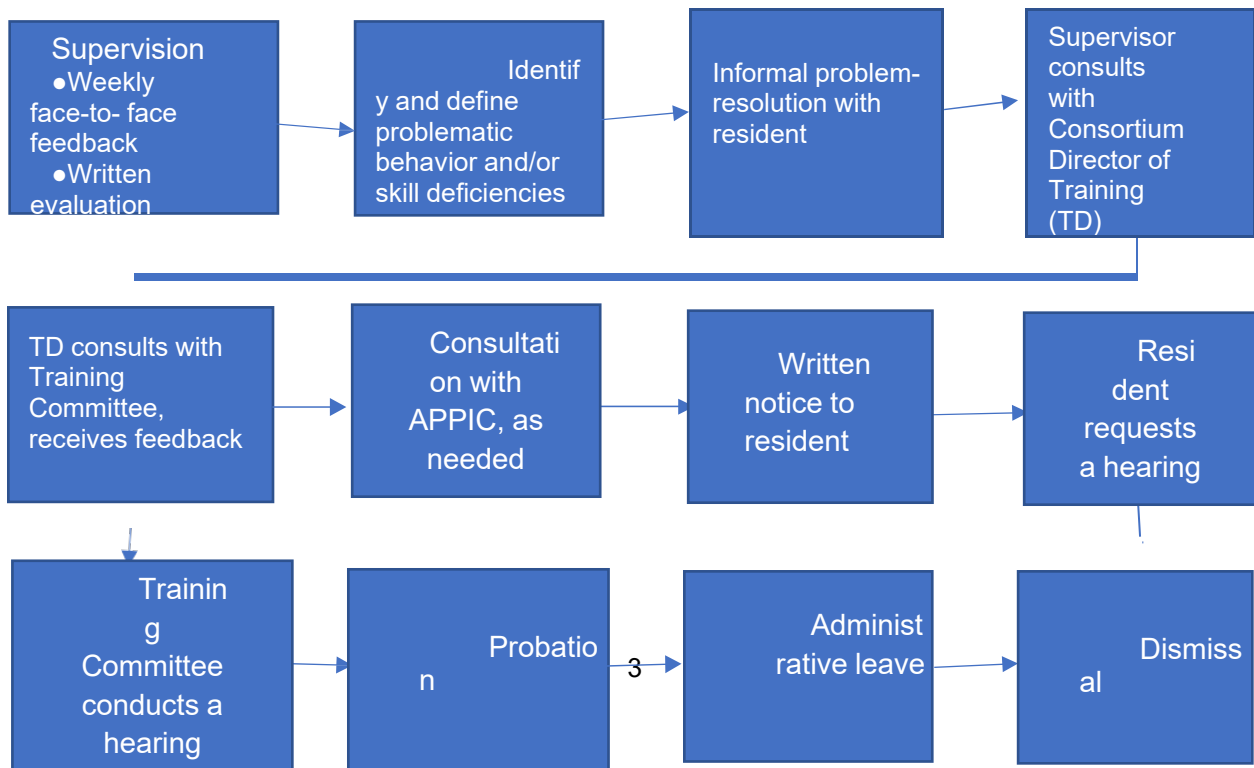 Supervision
●Weekly
face-to- face
feedback
●Written
evaluation
Identif
y and define
problematic
behavior and/or
skill deficiencies
Informal problem-
resolution with
resident
Supervisor
consults
with
Consortium
Director of
Training
(TD)
TD consults with
Training
Committee,
receives feedback
Consultati
on with
APPIC, as
needed
Written
notice to
resident
Resi
dent
requests
a hearing
Trainin
g
Committee
conducts a
hearing
Probatio
n
3
Administ
rative leave
Dismiss
al